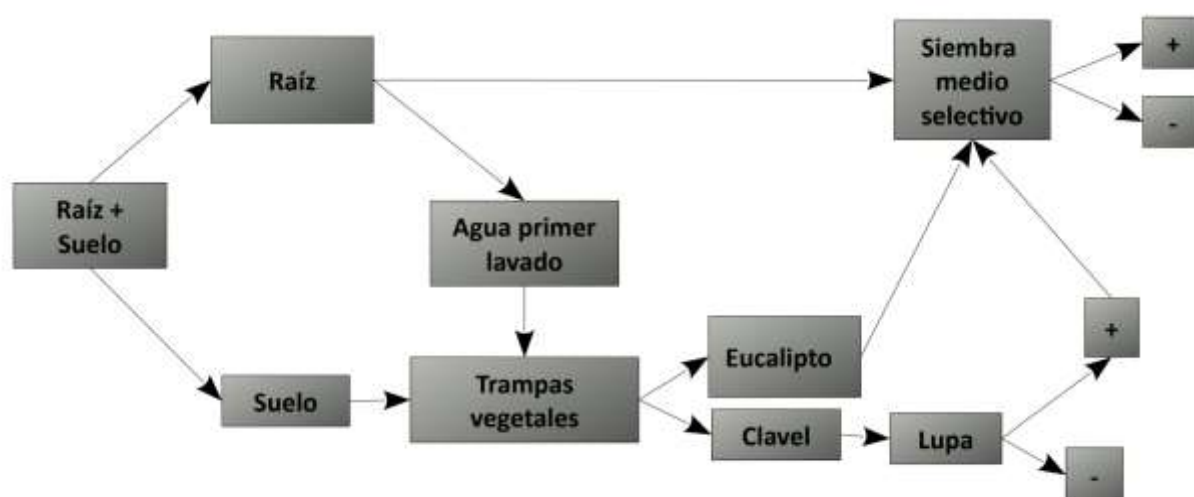 Raíz
Siembra
medio
selectivo
+
-
Raíz +
Suelo
Agua primer
lavado
Suelo
Trampas
vegetales
Eucalipto
Clavel
Lupa
+
-